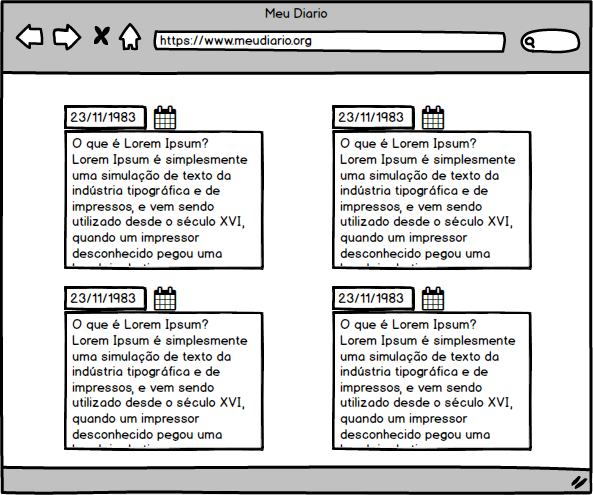 Meu Diario
https://www.meudiario.org
23/11/1983
O que é Lorem Ipsum?
Lorem Ipsum é simplesmente
uma simulação de texto da
indústria tipográfica e de
impressos, e vem sendo
utilizado desde o século XVI,
quando um impressor
desconhecido pegou uma
23/11/1983
O que é Lorem Ipsum?
Lorem Ipsum é simplesmente
uma simulação de texto da
indústria tipográfica e de
impressos, e vem sendo
utilizado desde o século XVI,
quando um impressor
desconhecido pegou uma
23/11/1983
O que é Lorem Ipsum?
Lorem Ipsum é simplesmente
uma simulação de texto da
indústria tipográfica e de
impressos, e vem sendo
utilizado desde o século XVI,
quando um impressor
desconhecido pegou uma
23/11/1983
O que é Lorem Ipsum?
Lorem Ipsum é simplesmente
uma simulação de texto da
indústria tipográfica e de
impressos, e vem sendo
utilizado desde o século XVI,
quando um impressor
desconhecido pegou uma